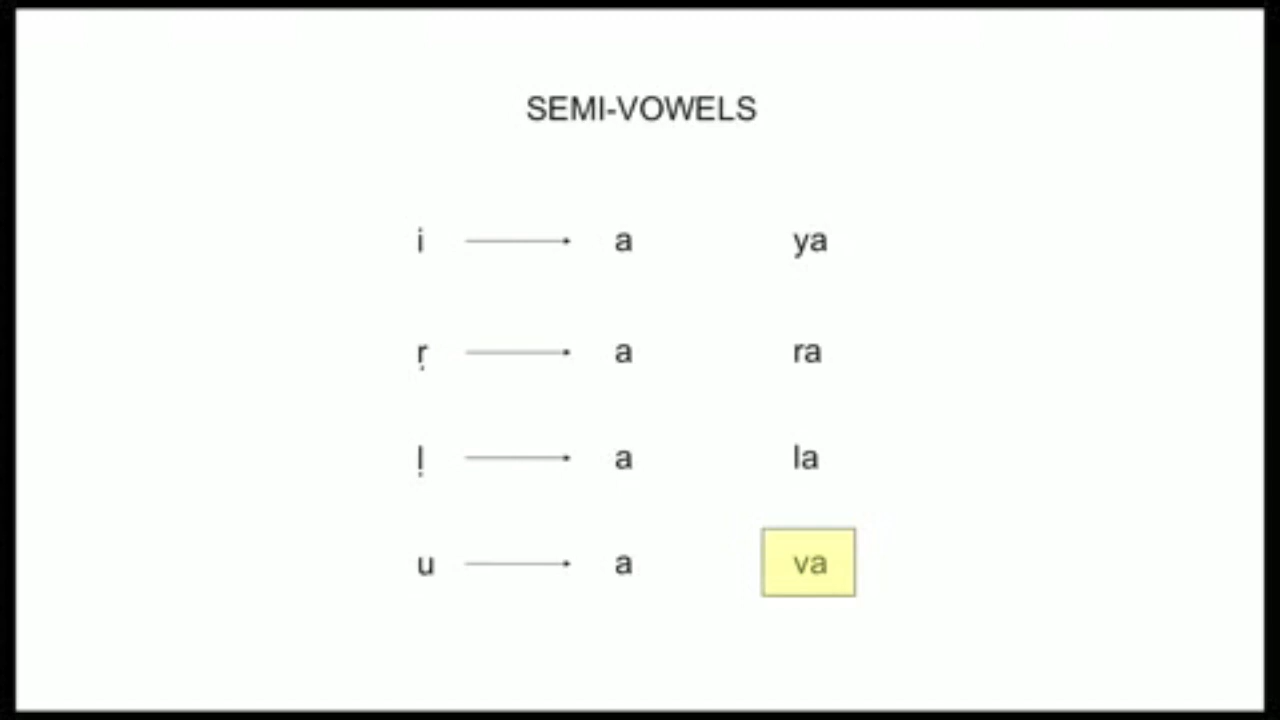 SEMI-VOWELS
i → a ya
ṛ → a ra
ḷ → a la
u → a va